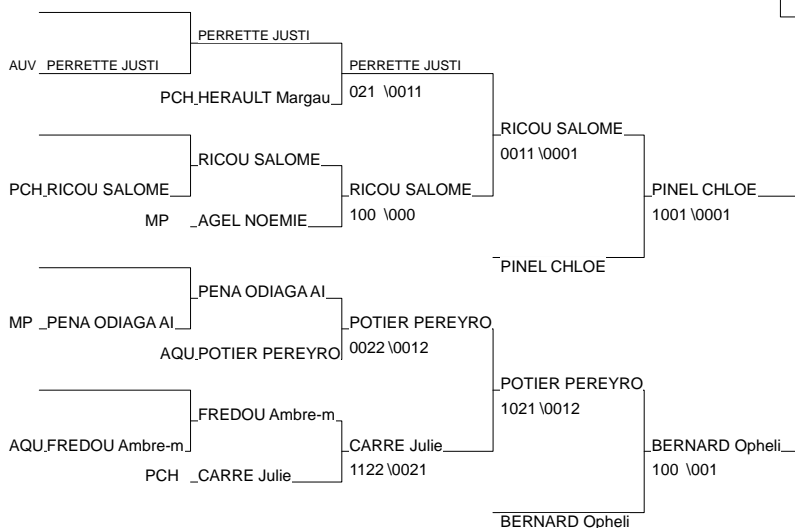 PERRETTE JUSTI
AUV PERRETTE JUSTI PERRETTE JUSTI
PCH HERAULT Margau 021 \0011
RICOU SALOME
0011 \0001
RICOU SALOME
PCH RICOU SALOME RICOU SALOME PINEL CHLOE
100 \000 1001 \0001
MP AGEL NOEMIE
PINEL CHLOE
PENA ODIAGA AI
MP PENA ODIAGA AI POTIER PEREYRO
AQU POTIER PEREYRO 0022 \0012
POTIER PEREYRO
1021 \0012
FREDOU Ambre-m
AQU FREDOU Ambre-m CARRE Julie BERNARD Opheli
PCH CARRE Julie 1122 \0021 100 \001
BERNARD Opheli